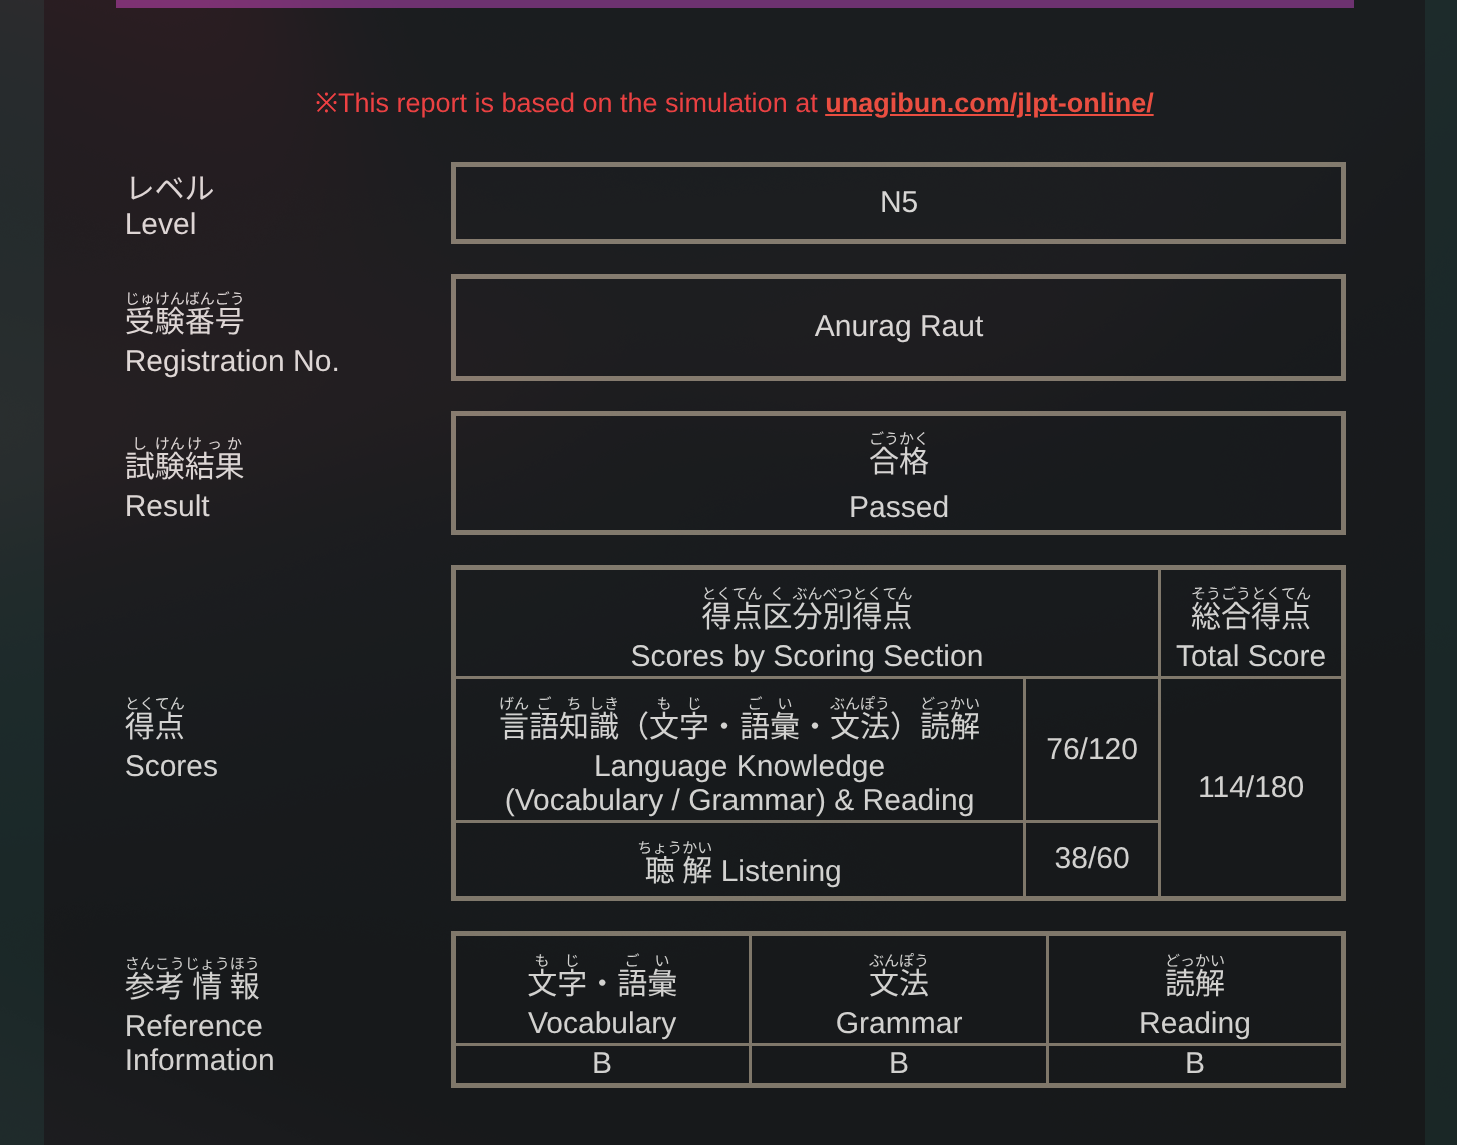 ※This report is based on the simulation at unagibun.com/jlpt-online/
レベル
Level
N5
じゅけんばんごう
受験番号
Registration No.
Anurag Raut
しけんけっか
試験結果
Result
ごうかく
合格
Passed
とくてん
得点
Scores
とくてんくぶんべつとくてん
得点区分別得点
Scores by Scoring Section
そうごうとくてん
総合得点
Total Score
げんごちしき もじ ごい ぶんぽう どっかい
言語知識（文字・語彙・文法）読解
Language Knowledge
(Vocabulary / Grammar) & Reading
76/120
114/180
ちょうかい
聴解 Listening
38/60
さんこうじょうほう
参考情報
Reference
Information
もじ ごい
文字・語彙
Vocabulary
ぶんぽう
文法
Grammar
どっかい
読解
Reading
B
B
B